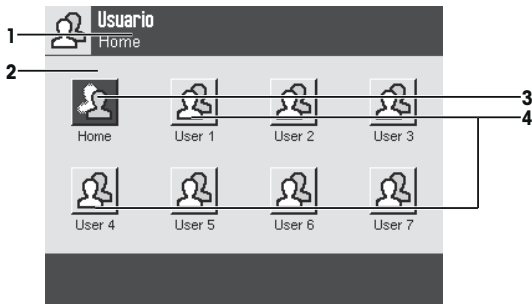 Usuario
1 Home
2
3
4
Home User 1 User 2 User 3
User 4 User 5 User 6 User 7